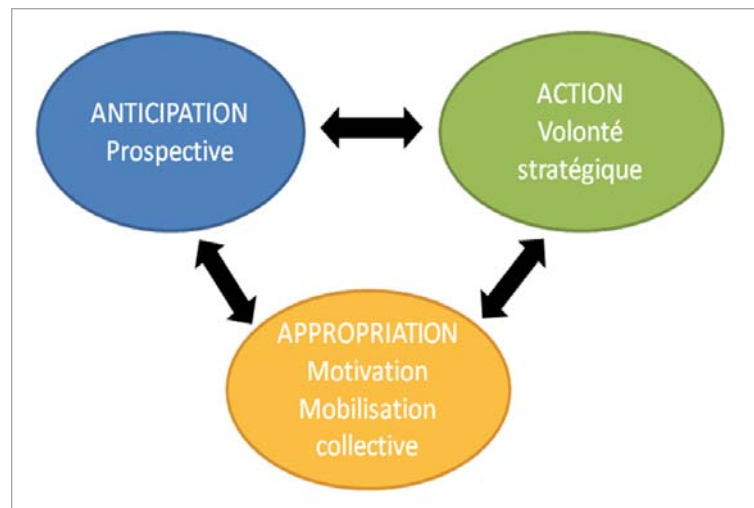 ANTICIPATION
Prospective
ACTION
Volonté
stratégique
APPROPRIATION
Motivation
Mobilisation
collective